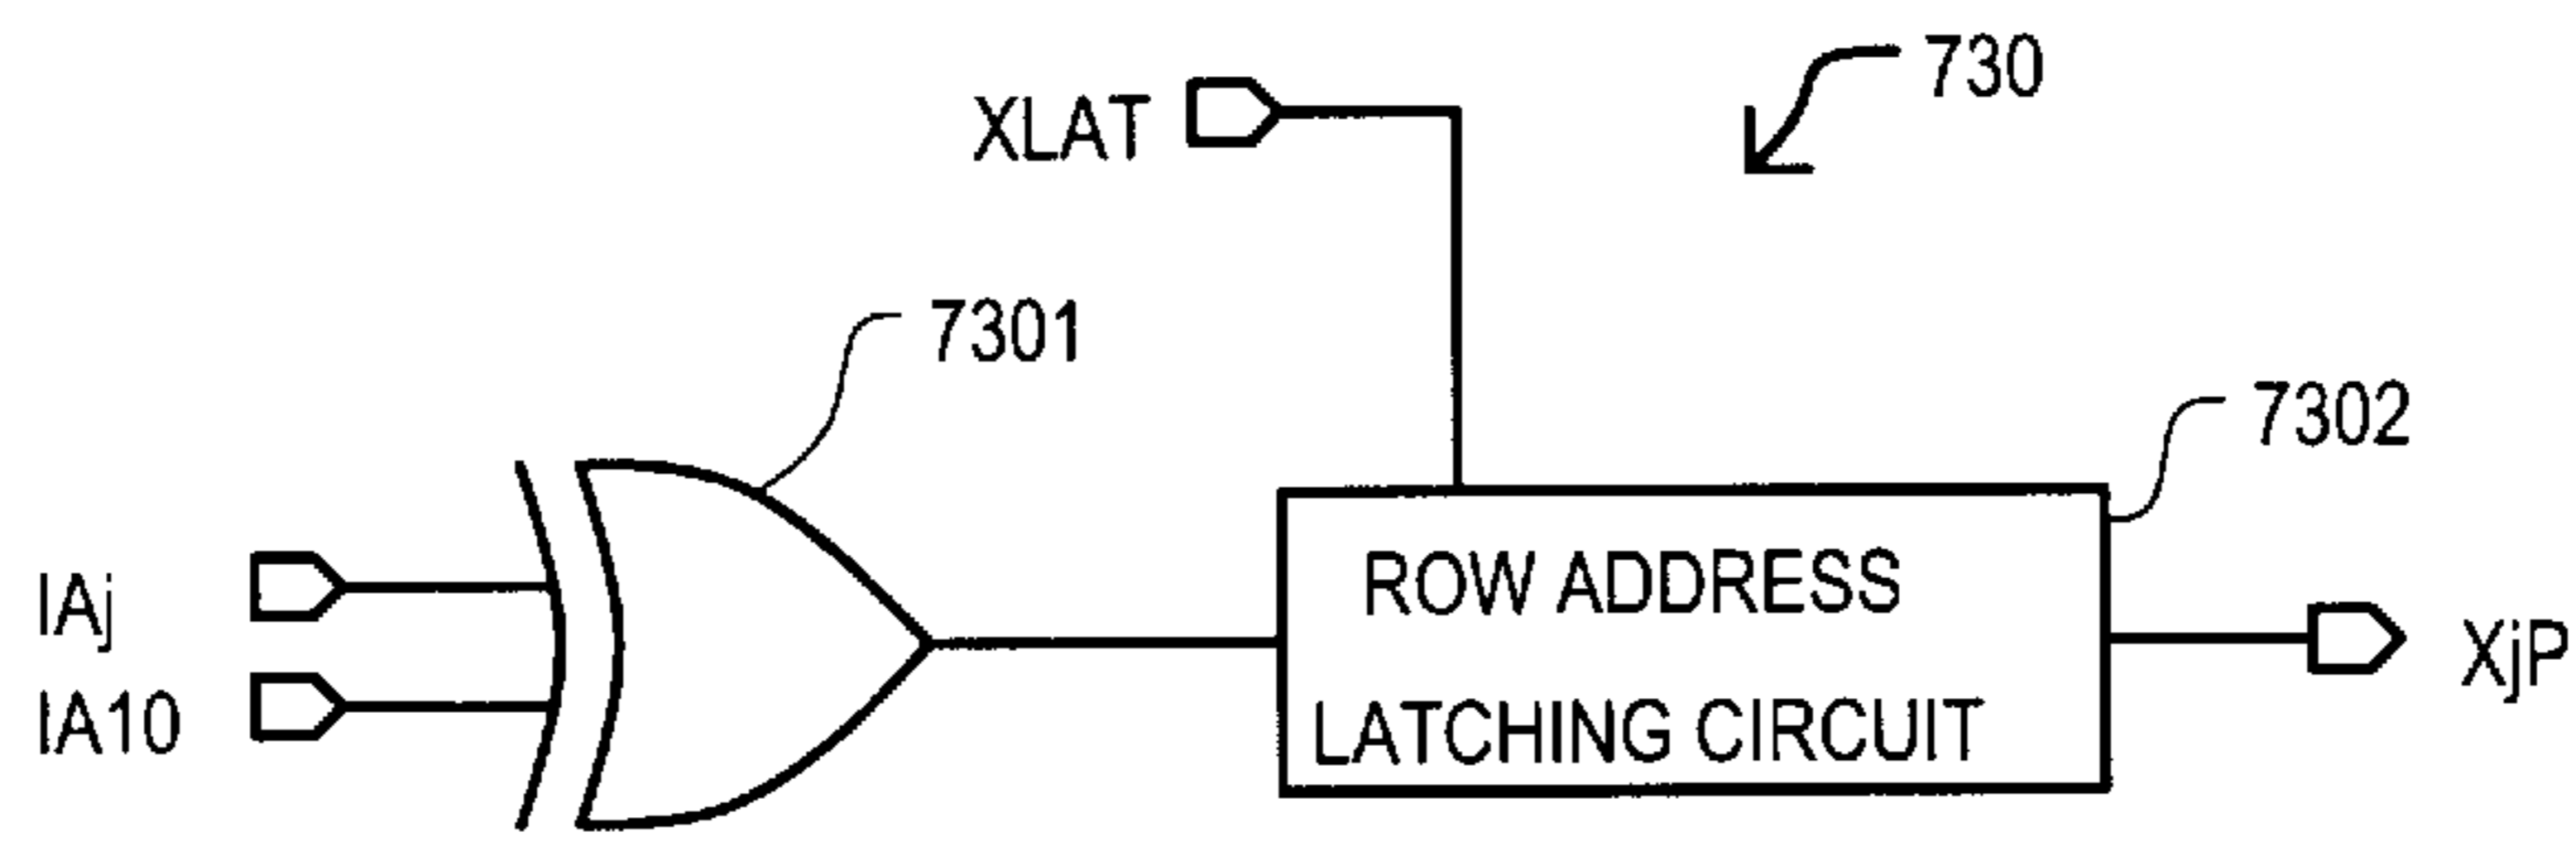 730
XLAT
7301
7302
IAj
IA10
ROW ADDRESS
LATCHING CIRCUIT
XjP